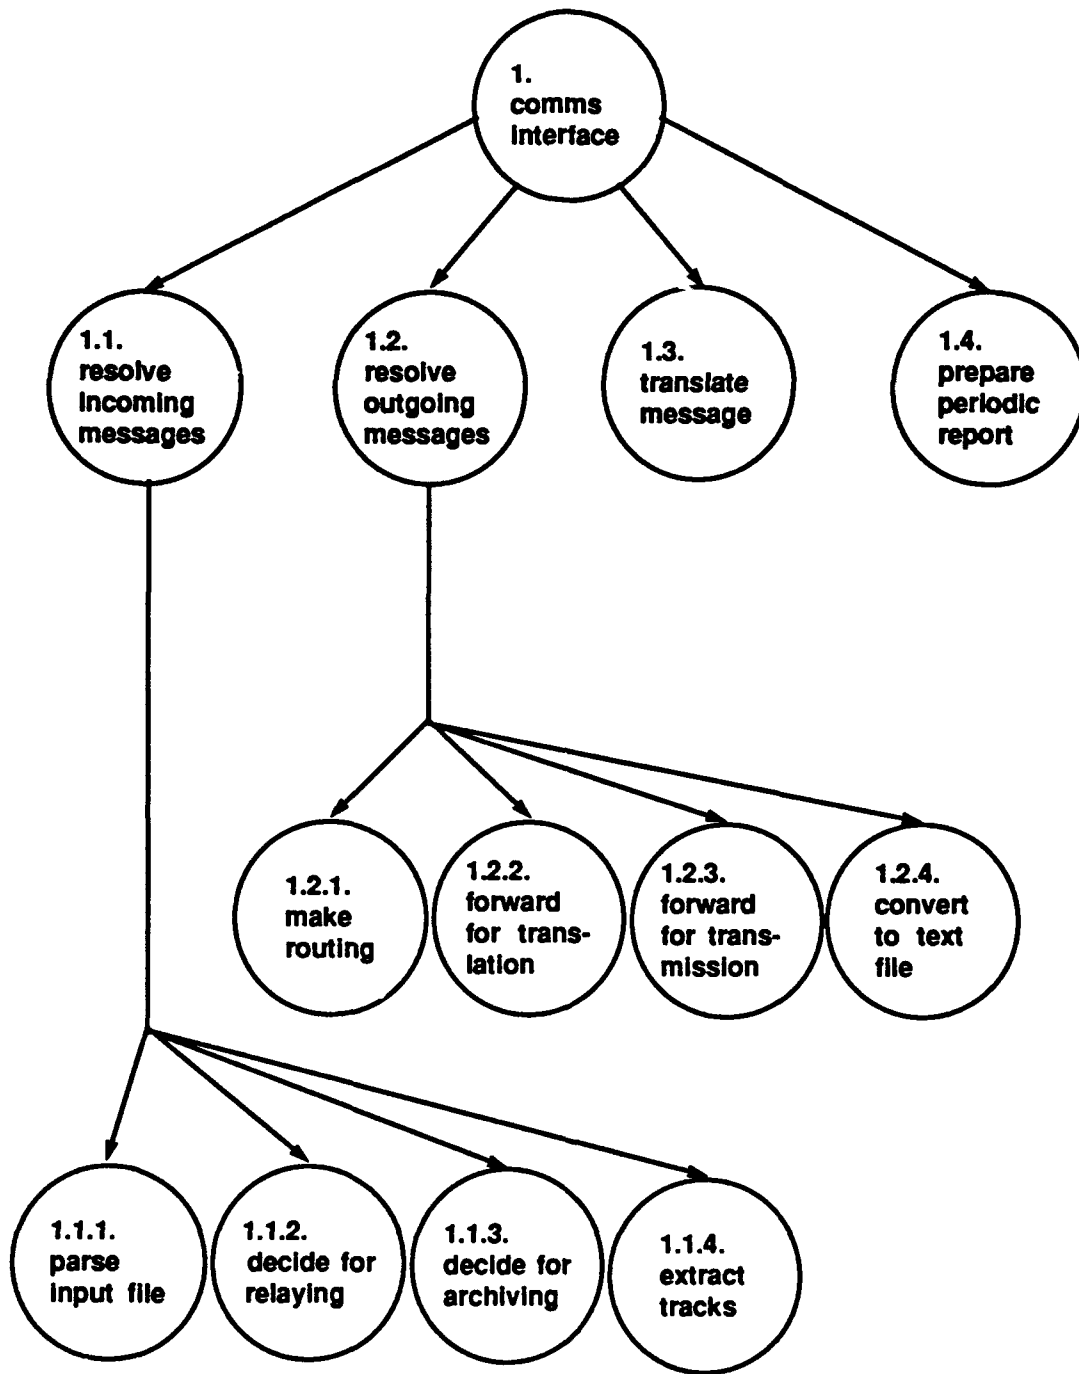 1.
comms
interface
1.1.
resolve
incoming
messages
1.2.
resolve
outgoing
messages
1.3.
translate
message
1.4.
prepare
periodic
report
1.2.1.
make
routing
1.2.2.
forward
for trans-
lation
1.2.3.
forward
for trans-
mission
1.2.4.
convert
to text
file
1.1.1.
parse
input file
1.1.2.
decide for
relaying
1.1.3.
decide for
archiving
1.1.4.
extract
tracks